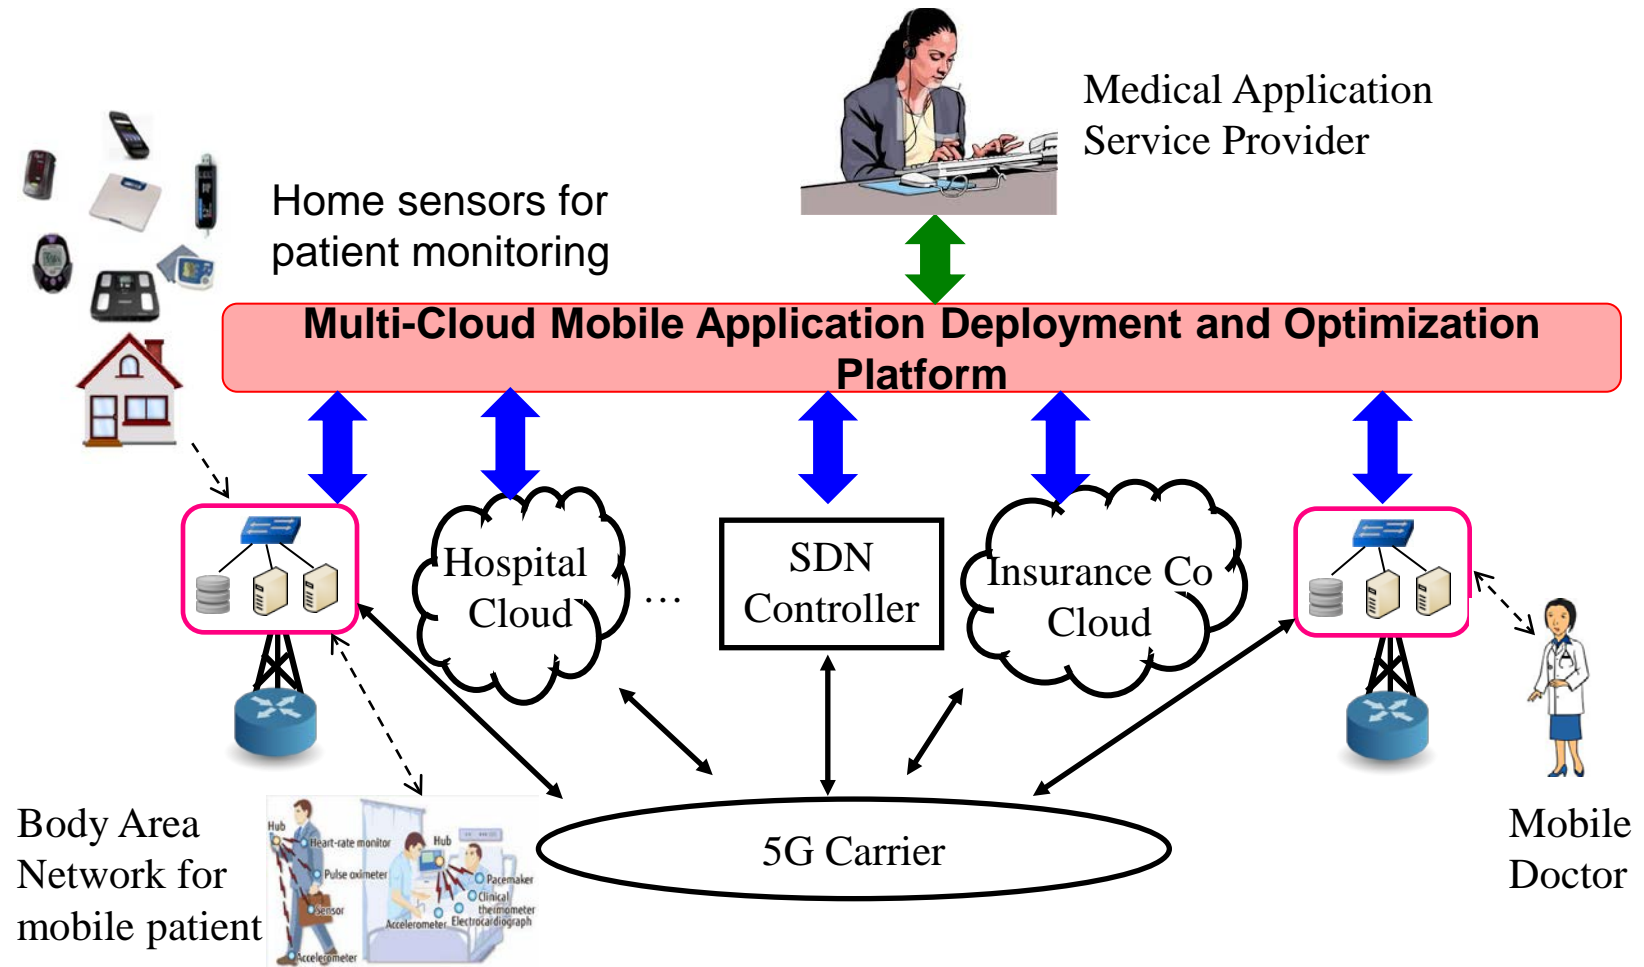 Medical Application
Service Provider
Home sensors for
patient monitoring
Multi-Cloud Mobile Application Deployment and Optimization
Platform
Hospital
Cloud
...
SDN
Controller
Insurance Co
Cloud
Body Area
Network for
mobile patient
Hub
Heart-rate monitor
Pulse oximeter
Sensor
Accelerometer
Hub
Pacemaker
Clinical
thermometer
Accelerometer
Electrocardiograph
5G Carrier
Mobile
Doctor